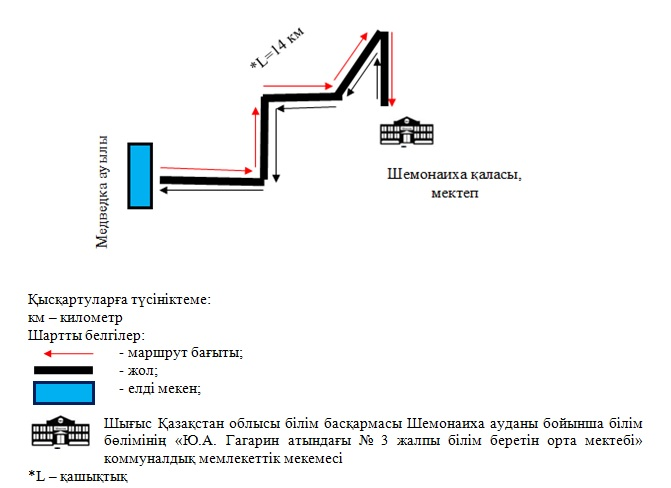 *L=14 км
Медведка ауылы
Шемонаиха қаласы,
мектеп
Қысқартуларға түсініктеме:
км – километр
Шартты белгілер:
- маршрут бағыты;
- жол;
- елді мекен;
Шығыс Қазақстан облысы білім басқармасы Шемонаиха ауданы бойынша білім
бөлімінің «Ю.А. Гагарин атындағы № 3 жалпы білім беретін орта мектебі»
коммуналдық мемлекеттік мекемесі
*L – қашықтық